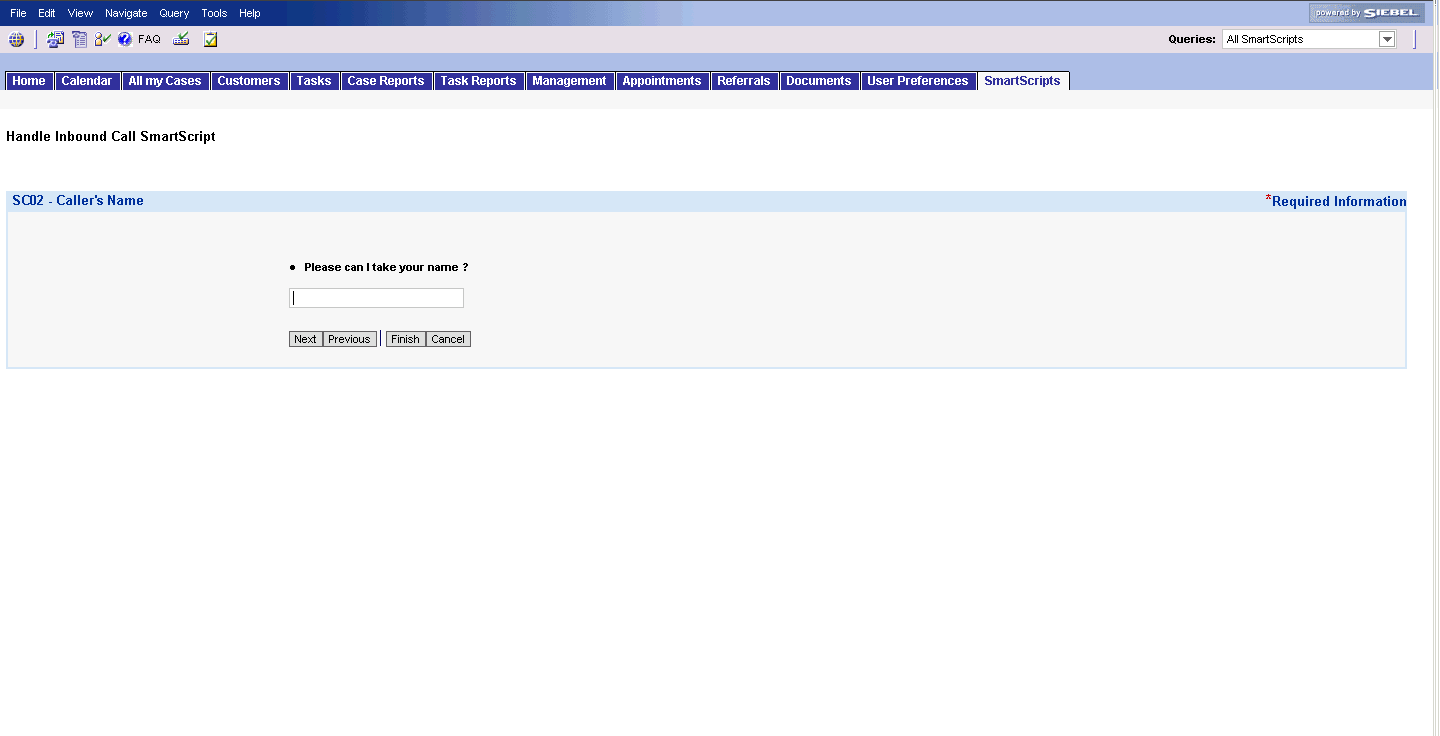 File Edit View Navigate Query Tools Help powered by SIEBEL
FAQ Queries: All SmartScripts
Home Calendar All my Cases Customers Tasks Case Reports Task Reports Management Appointments Referrals Documents User Preferences SmartScripts
Handle Inbound Call SmartScript
SC02 - Caller's Name *Required Information
• Please can I take your name ?
Next Previous Finish Cancel